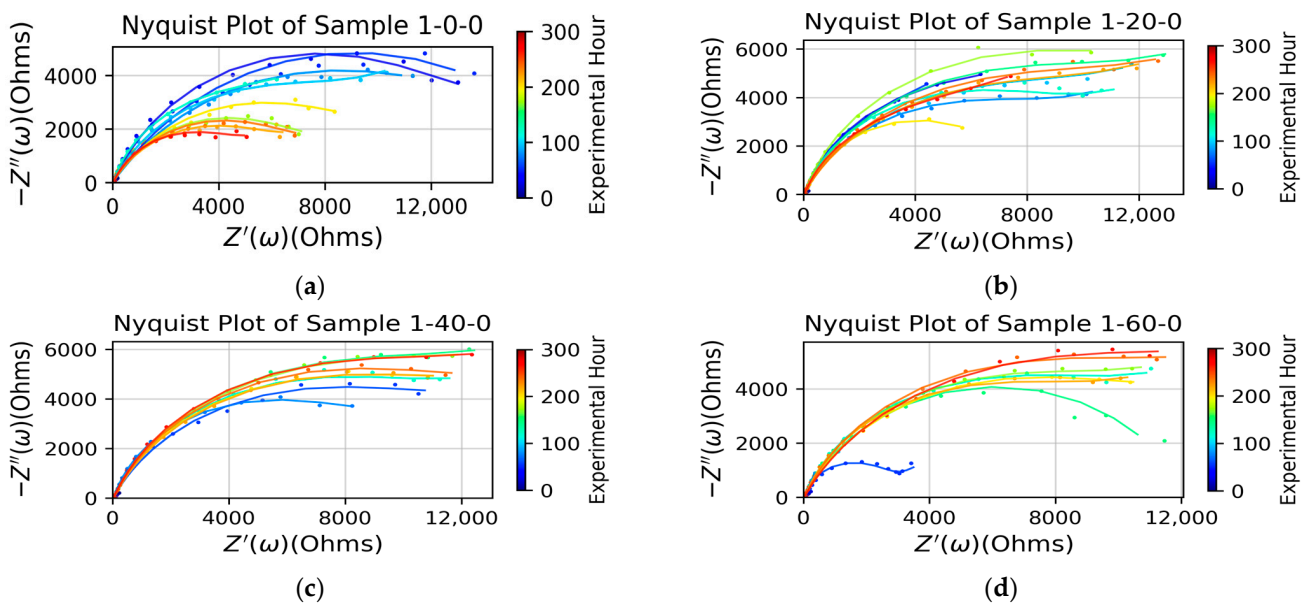 Nyquist Plot of Sample 1-0-0
−Z″(ω)(Ohms)
4000
2000
0
0 4000 8000 12,000
Z′(ω)(Ohms)
300
200
100
0
Experimental Hour
(a)
Nyquist Plot of Sample 1-20-0
−Z″(ω)(Ohms)
6000
4000
2000
0
0 4000 8000 12,000
Z′(ω)(Ohms)
300
200
100
0
Experimental Hour
(b)
Nyquist Plot of Sample 1-40-0
−Z″(ω)(Ohms)
6000
4000
2000
0
0 4000 8000 12,000
Z′(ω)(Ohms)
300
200
100
0
Experimental Hour
(c)
Nyquist Plot of Sample 1-60-0
−Z″(ω)(Ohms)
4000
2000
0
0 4000 8000 12,000
Z′(ω)(Ohms)
300
200
100
0
Experimental Hour
(d)